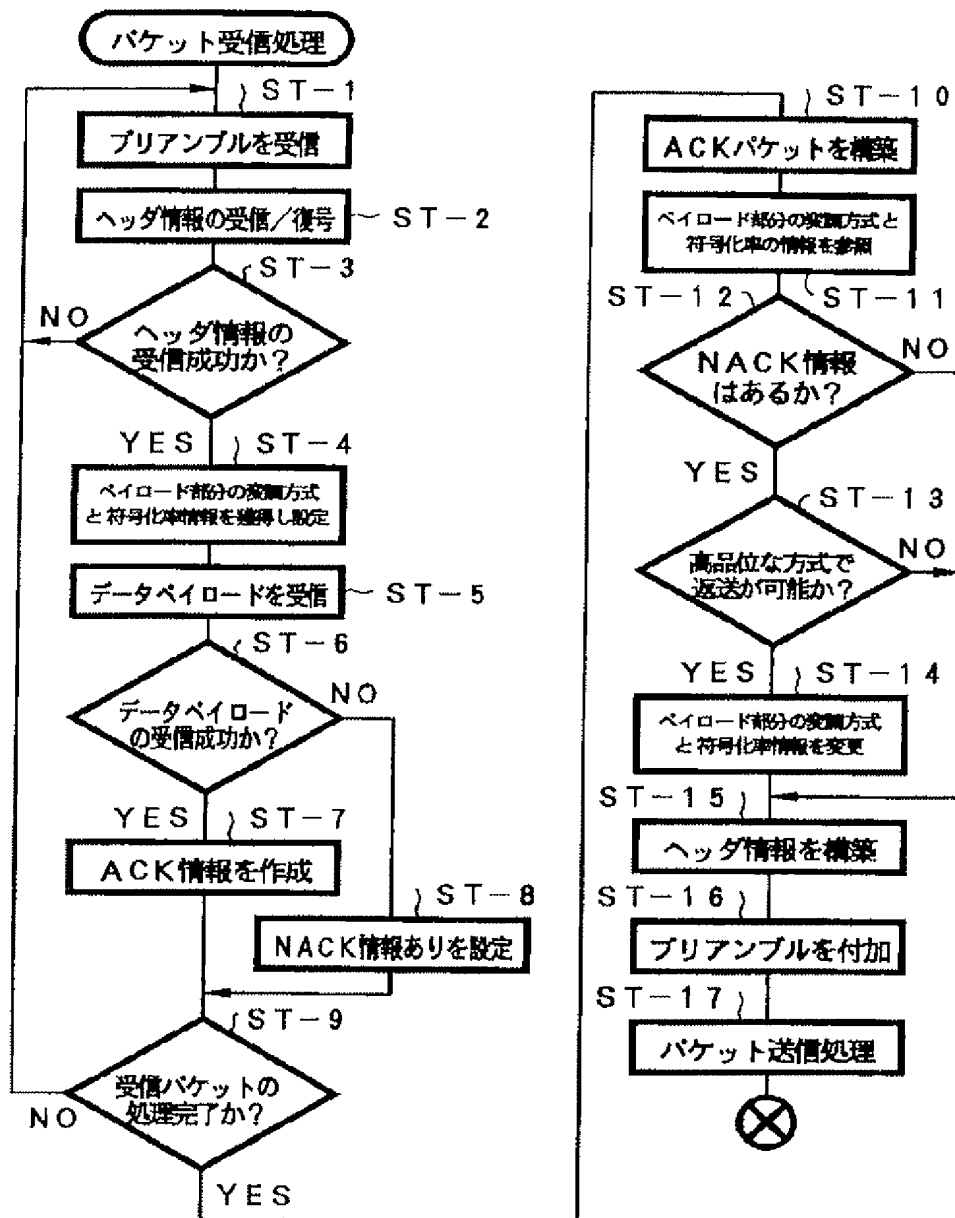 パケット受信処理
ST-1
プリアンブルを受信
ヘッダ情報の受信/復号
ST-2
ST-3
NO
ヘッダ情報の
受信成功か?
YES
ST-4
ペイロード部分の変調方式
と符号化率情報を獲得し設定
データペイロードを受信
ST-5
ST-6
NO
データペイロード
の受信成功か?
YES
ST-7
ACK情報を作成
ST-8
NACK情報ありを設定
ST-9
受信パケットの
処理完了か?
NO
YES
ST-10
ACKパケットを構築
ペイロード部分の変調方式と
符号化率の情報を参照
ST-12
ST-11
NACK情報
はあるか?
NO
YES
ST-13
高品位な方式で
返送が可能か?
NO
YES
ST-14
ペイロード部分の変調方式
と符号化率情報を変更
ST-15
ヘッダ情報を構築
ST-16
プリアンブルを付加
ST-17
パケット送信処理